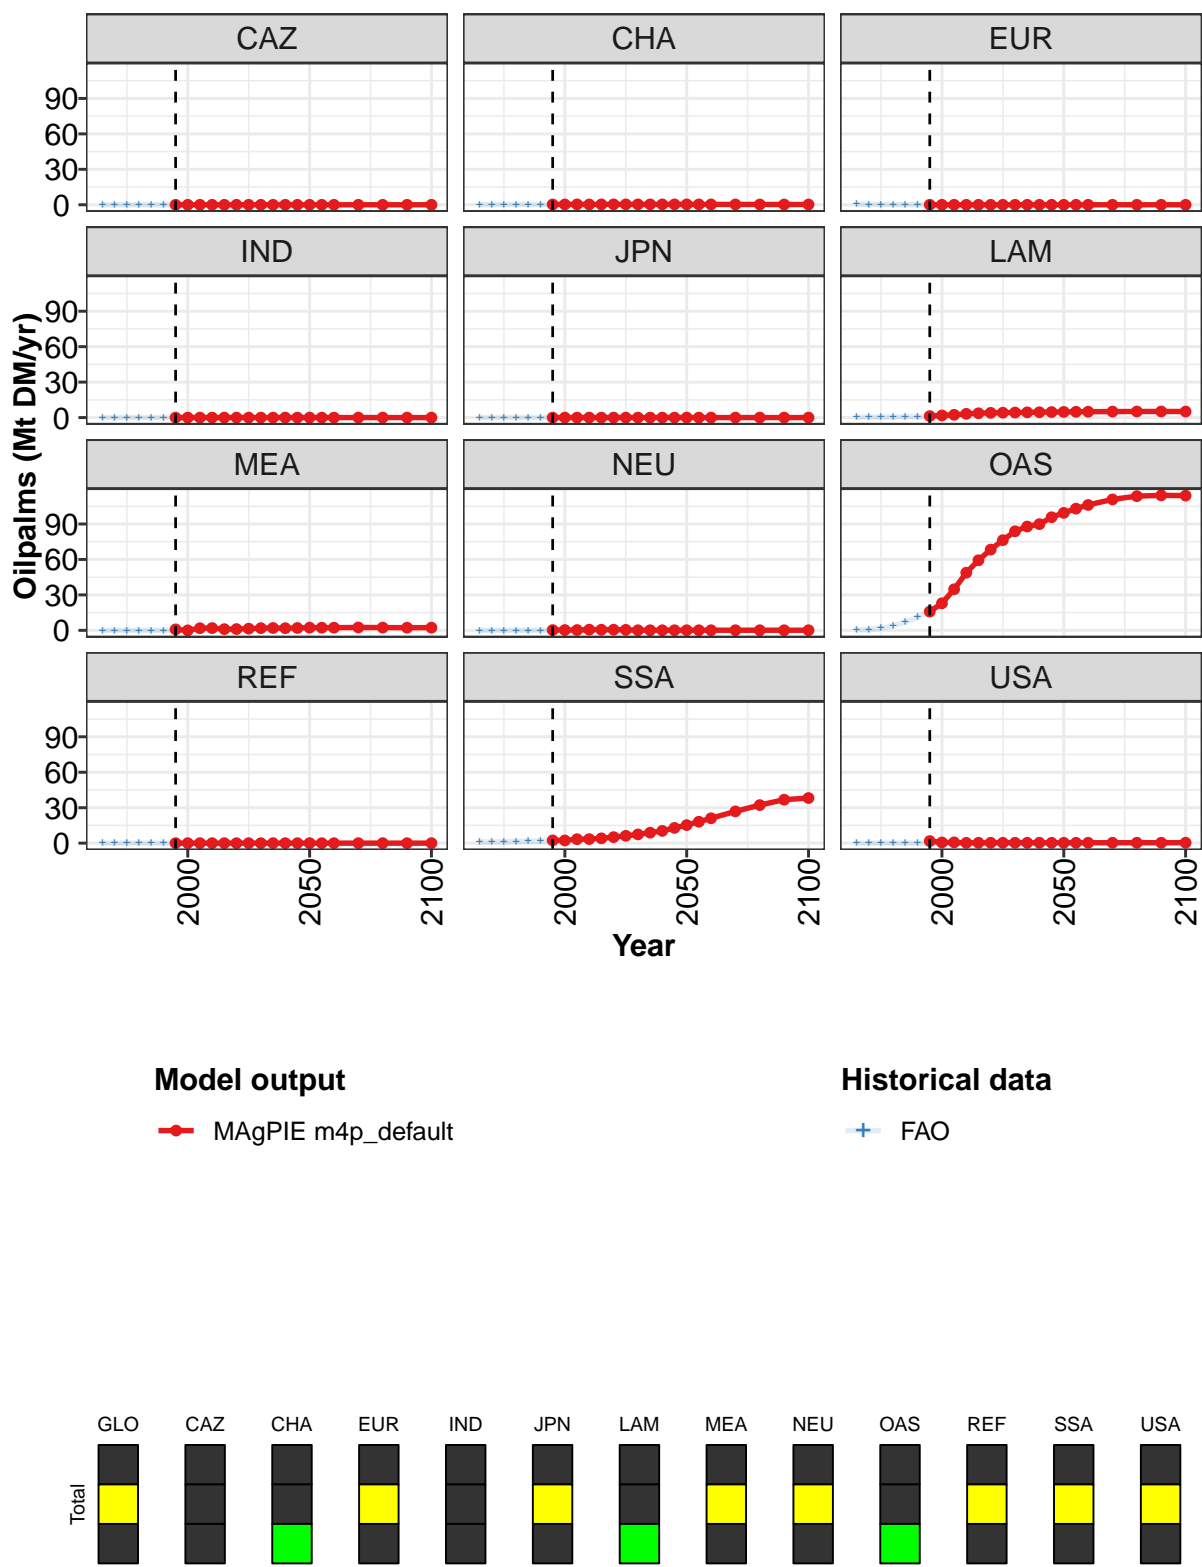 CAZ CHA EUR
90
60
30
0
IND JPN LAM
90
60
30
0
MEA NEU OAS
90
60
30
0
REF SSA USA
90
60
30
0
Oilpalms (Mt DM/yr)
2000 2050 2100 2000 2050 2100 2000 2050 2100
Year
Model output Historical data
MAgPIE m4p_default FAO
GLO CAZ CHA EUR IND JPN LAM MEA NEU OAS REF SSA USA
Total